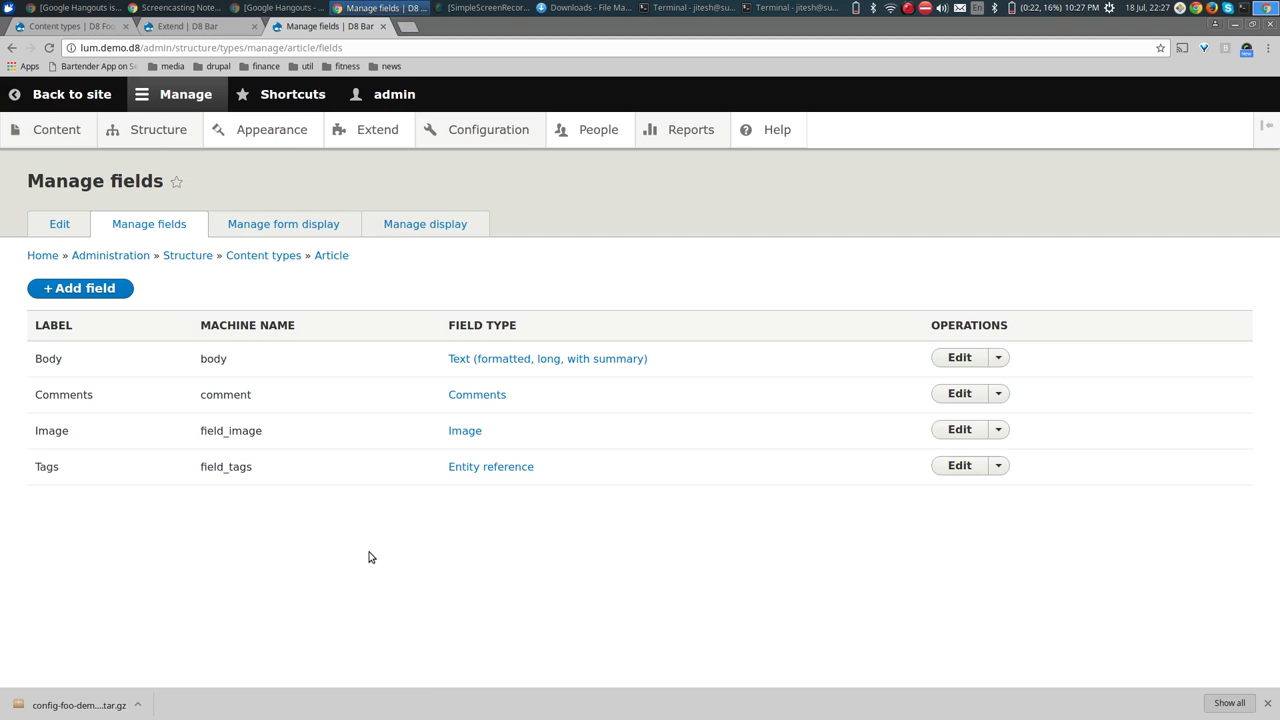 [Google Hangouts is...
Screencasting Note...
[Google Hangouts - ...
Manage fields | D8 ...
[SimpleScreenRecor...
Downloads - File Ma...
Terminal - jitesh@su...
Terminal - jitesh@su...
En
(0:22, 16%) 10:27 PM
18 Jul, 22:27
Content types | D8 Foo
Extend | D8 Bar
Manage fields | D8 Bar
lum.demo.d8/admin/structure/types/manage/article/fields
Apps
Bartender App on Se
media
drupal
finance
util
fitness
news
Back to site
Manage
Shortcuts
admin
Content
Structure
Appearance
Extend
Configuration
People
Reports
Help
Manage fields
Edit
Manage fields
Manage form display
Manage display
Home » Administration » Structure » Content types » Article
+ Add field
LABEL MACHINE NAME FIELD TYPE OPERATIONS
Body body Text (formatted, long, with summary) Edit
Comments comment Comments Edit
Image field_image Image Edit
Tags field_tags Entity reference Edit
config-foo-dem....tar.gz
Show all